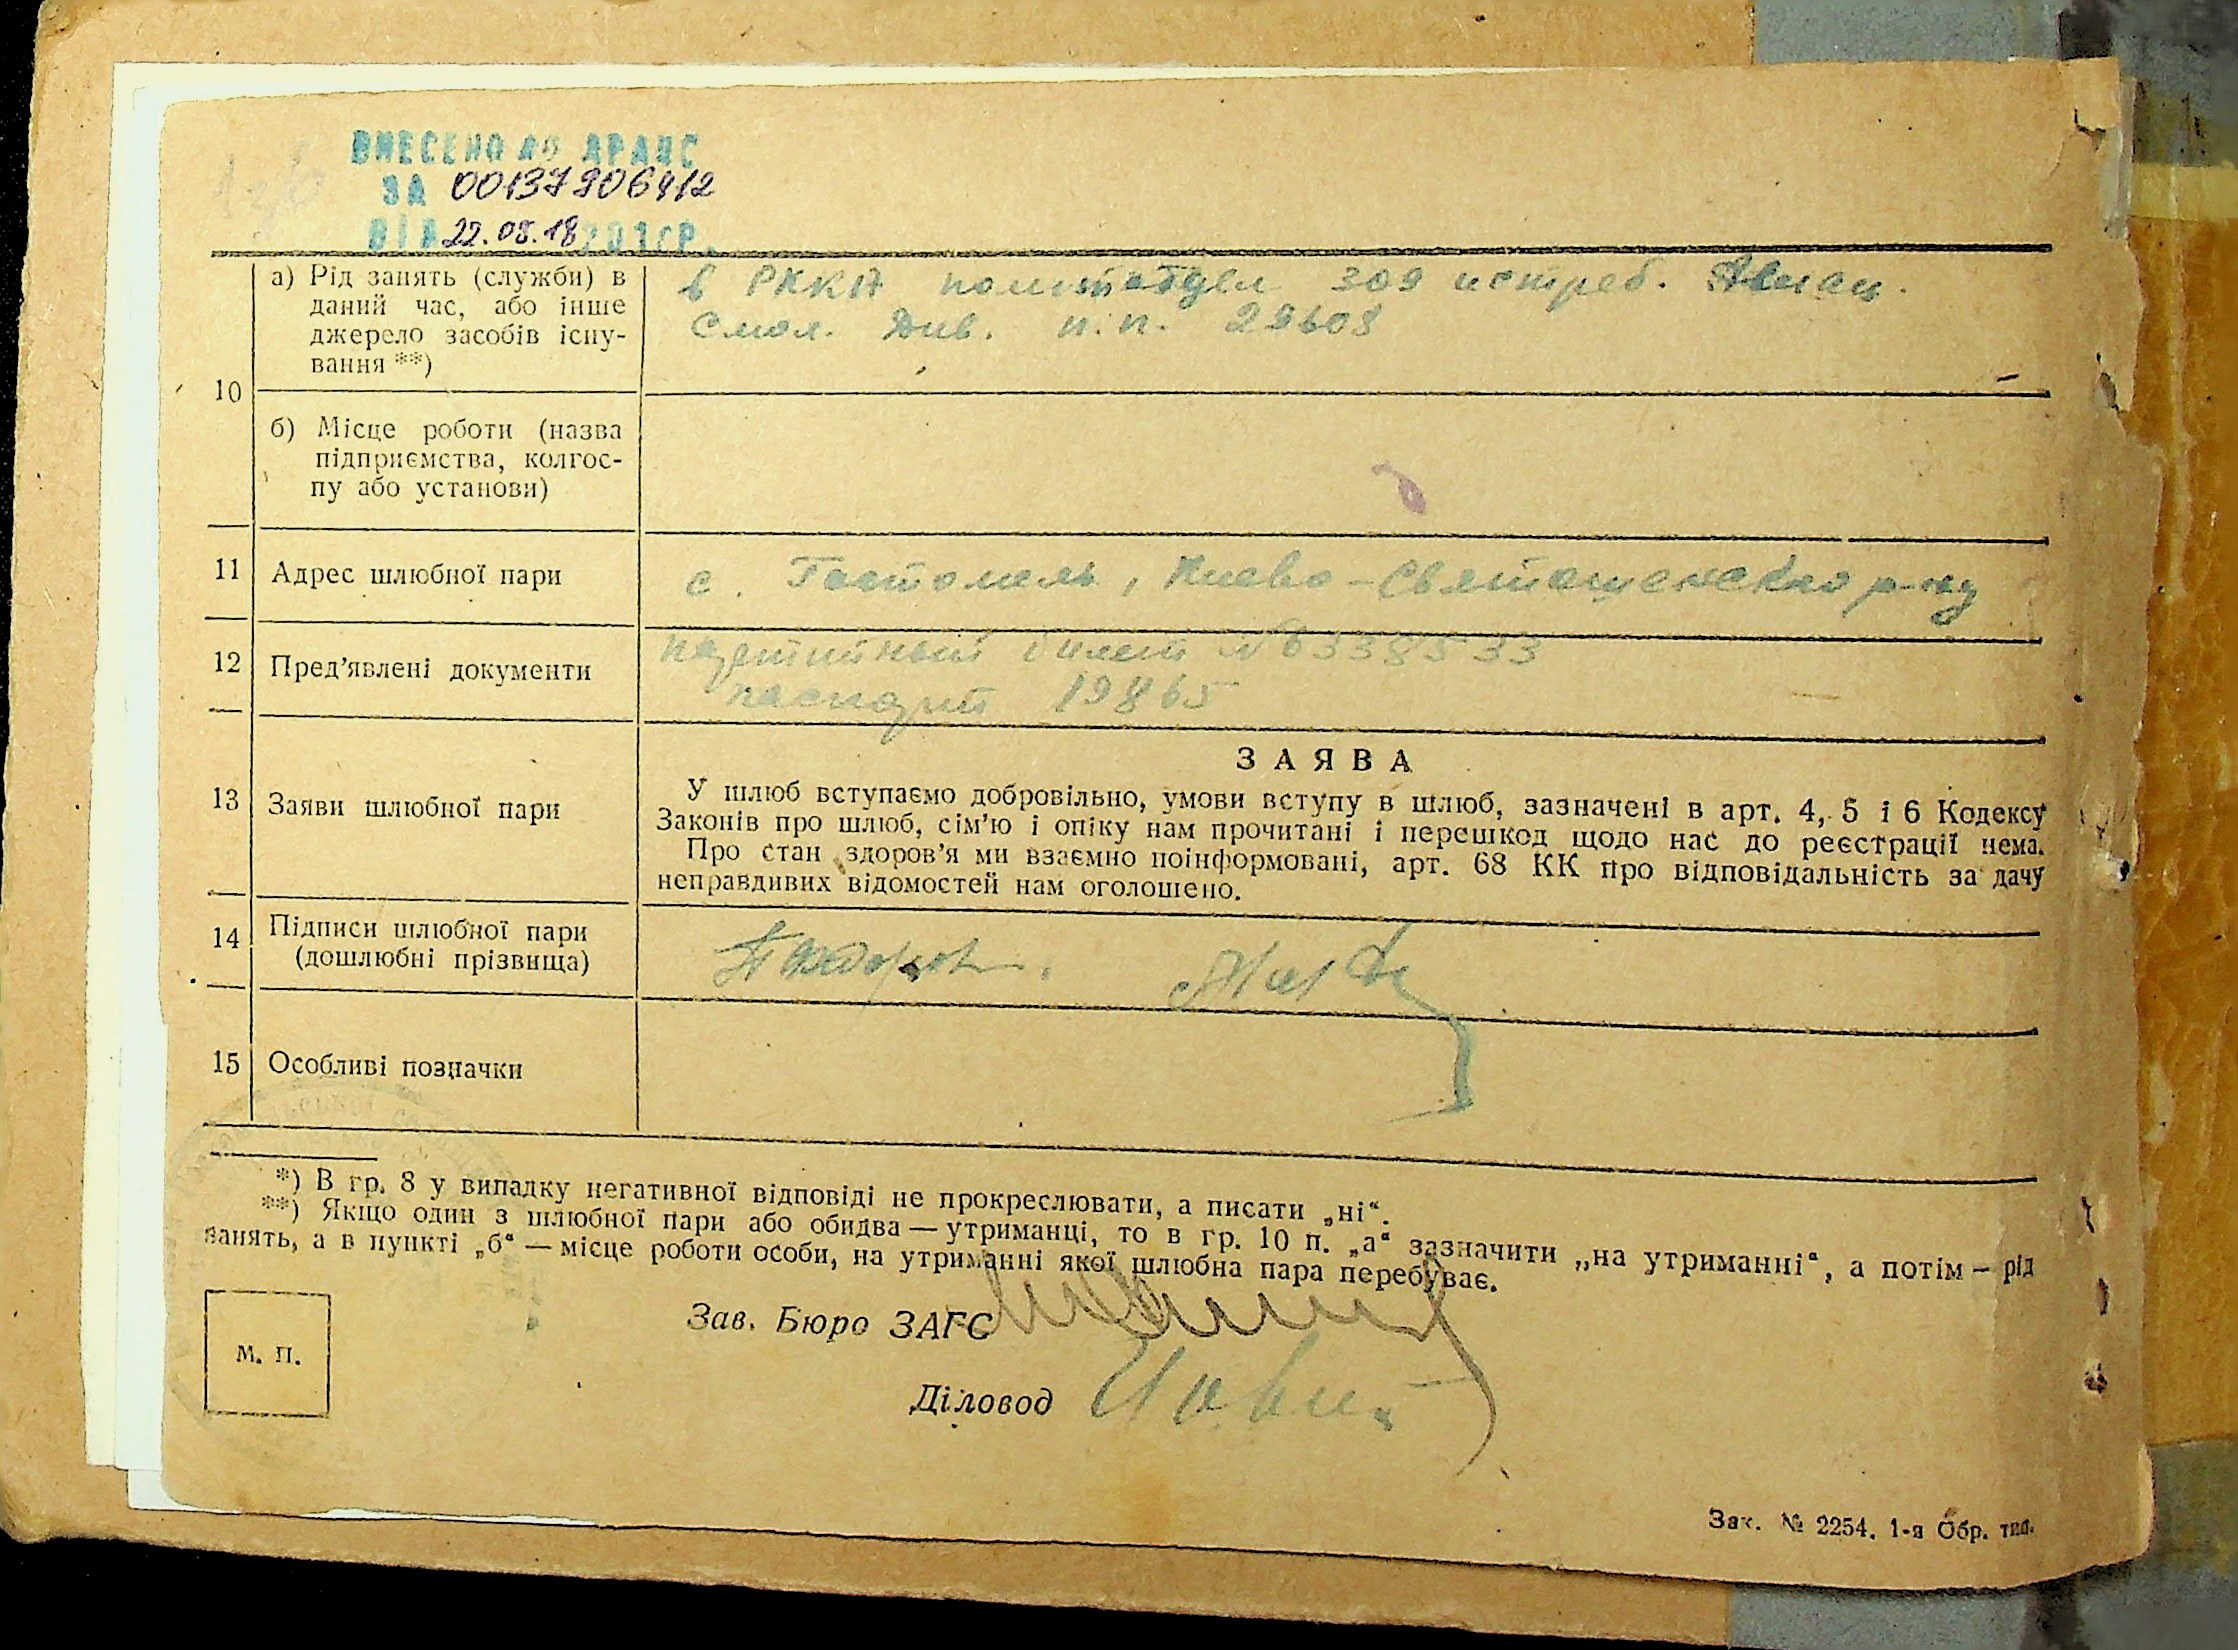 ВНЕСЕНО ДО ДРАЦС
ЗА 00137906412
ВІД 22.08.18 201 Р.
10
а) Рід занять (служби) в
даний час, або інше
джерело засобів існу-
вання **)
в РККА политотдел 309 истреб. Авиац.
Смол. Див. п.п. 29608
б) Місце роботи (назва
підприємства, колгос-
пу або установи)
11 Адрес шлюбної пари
с. Гостомель, Киево-Святошенского р-ну
12 Пред’явлені документи
партийный билет №6338533
паспорт 19865
13 Заяви шлюбної пари
ЗАЯВА
У шлюб вступаємо добровільно, умови вступу в шлюб, зазначені в арт. 4, 5 і 6 Кодексу
Законів про шлюб, сім’ю і опіку нам прочитані і перешкод щодо нас до реєстрації нема.
Про стан здоров’я ми взаємно поінформовані, арт. 68 КК про відповідальність за дачу
неправдивих відомостей нам оголошено.
14 Підписи шлюбної пари
(дошлюбні прізвища)
15 Особливі позначки
*) В гр. 8 у випадку негативної відповіді не прокреслювати, а писати „ні“.
**) Якщо один з шлюбної пари або обидва — утриманці, то в гр. 10 п. „а“ зазначити „на утриманні“, а потім – рід
занять, а в пункті „б“ — місце роботи особи, на утриманні якої шлюбна пара перебуває.
Зав. Бюро ЗАГС
М. П.
Діловод
Зак. № 2254. 1-я Обр. тип.